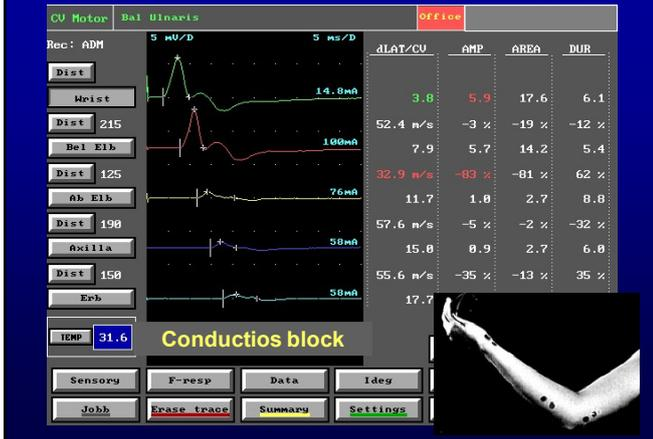 CV Motor Bal Ulnaris Office
Rec: ADM
5 mV/D 5 ms/D
dLAT/CV AMP AREA DUR
Dist
Wrist 14.8mA 3.8 5.9 17.6 6.1
Dist 215 52.4 m/s -3 % -19 % -12 %
Bel Elb 100mA 7.9 5.7 14.2 5.4
Dist 125 32.9 m/s -83 % -81 % 62 %
Ab Elb 76mA 11.7 1.0 2.7 8.8
Dist 190 57.6 m/s -5 % -2 % -32 %
Axilla 58mA 15.0 0.9 2.7 6.0
Dist 150 55.6 m/s -35 % -13 % 35 %
Erb 58mA 17.7
TEMP 31.6 Conductios block
Sensory F-resp Data Ideg
Jobb Erase trace Summary Settings